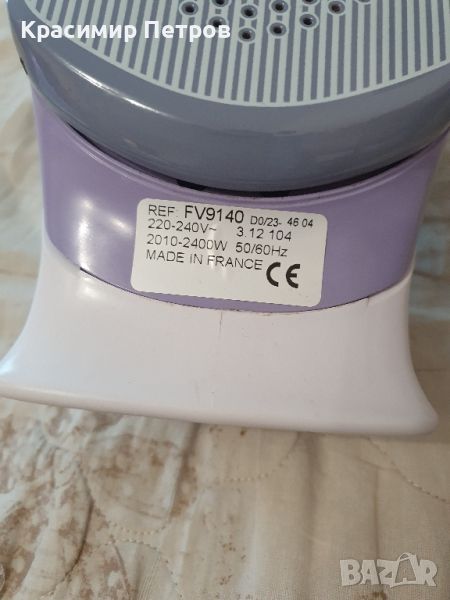 Красимир Петров
REF: FV9140 D0/23- 46 04
220-240V~ 3.12 104
2010-2400W 50/60Hz
MADE IN FRANCE CE
BAZAR